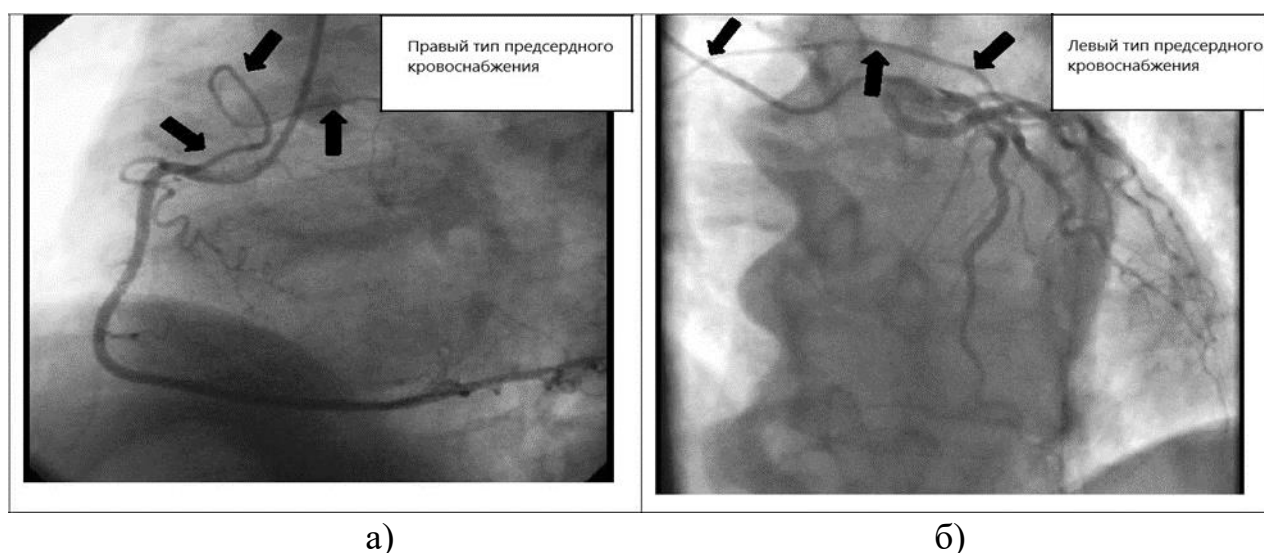 Правый тип предсердного
кровоснабжения
Левый тип предсердного
кровоснабжения
а)
б)